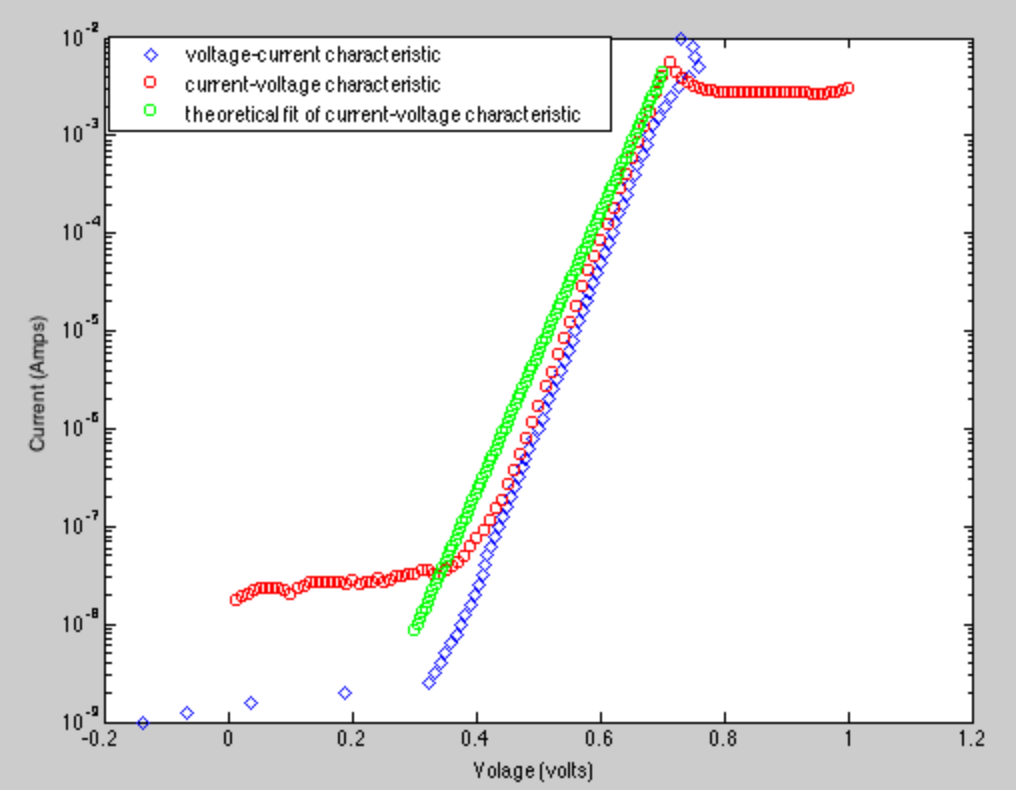 voltage-current characteristic
current-voltage characteristic
theoretical fit of current-voltage characteristic
10^-2
10^-3
10^-4
10^-5
10^-6
10^-7
10^-8
10^-9
Current (Amps)
-0.2 0 0.2 0.4 0.6 0.8 1 1.2
Volage (volts)